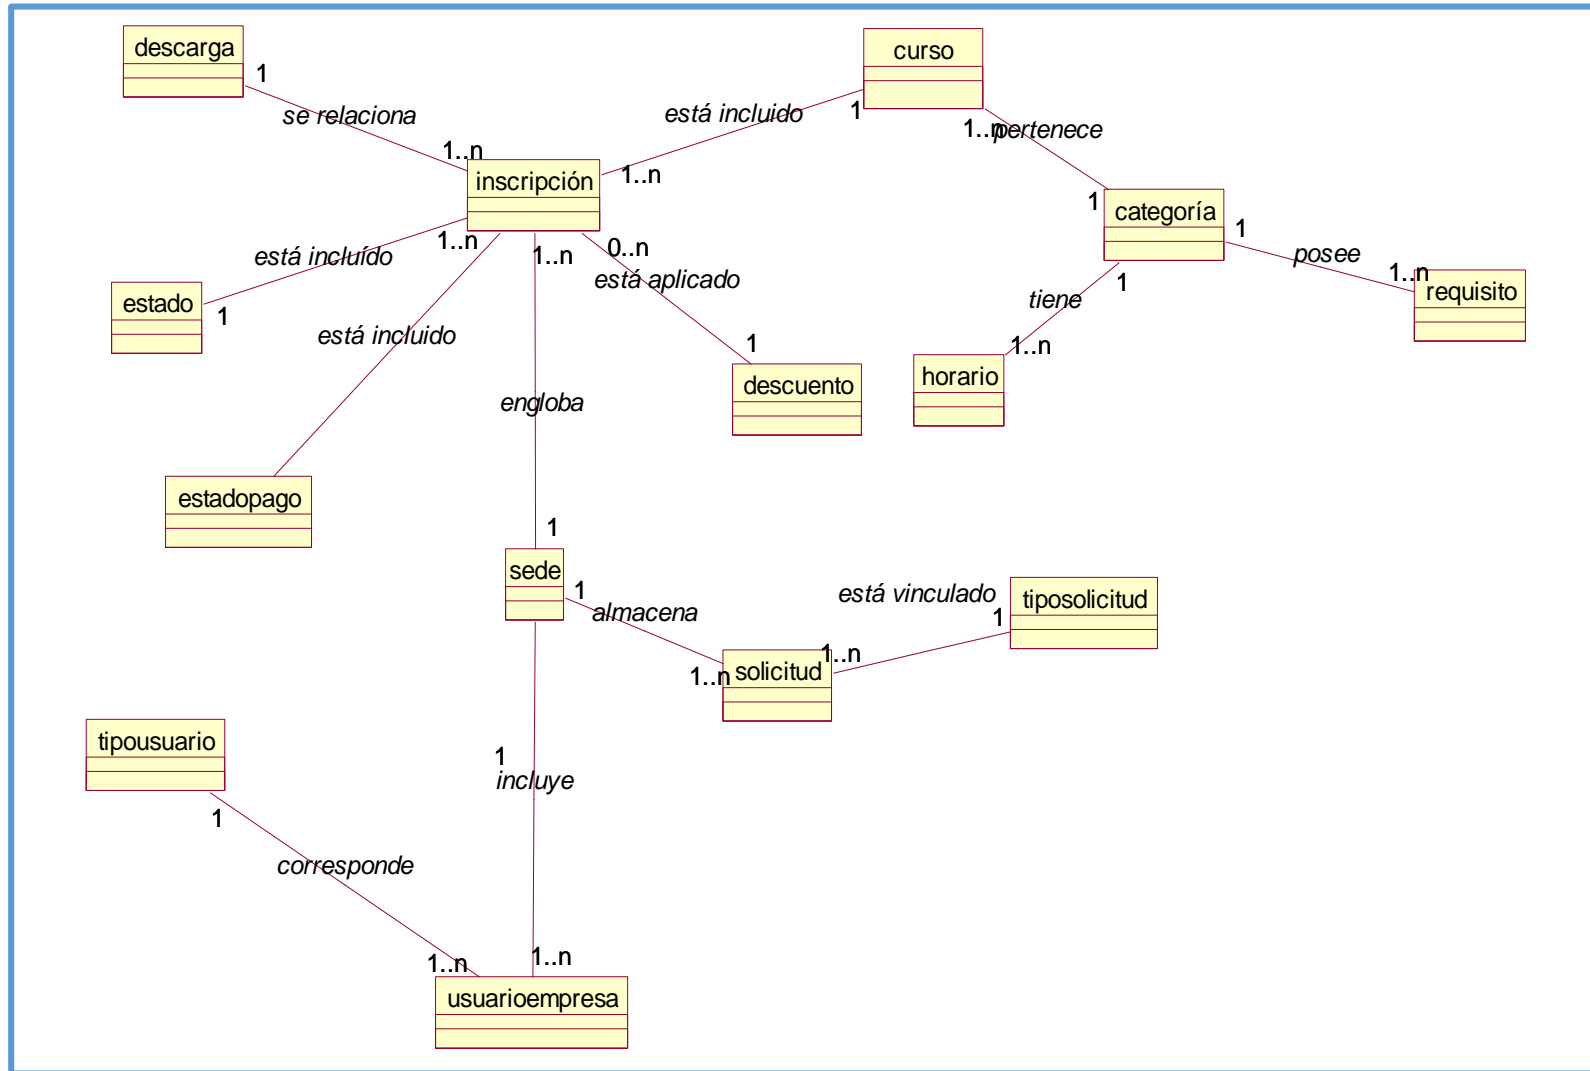 descarga
curso
1
se relaciona
está incluido
1
1..n
pertenece
1..n
inscripción
1..n
1
categoría
1
1..n
está incluído
1..n
0..n
está aplicado
posee
1..n
requisito
estado
1
1
tiene
está incluido
1
1..n
descuento
horario
engloba
estadopago
1
sede
1
almacena
está vinculado
1
tiposolicitud
1..n
solicitud
1..n
tipousuario
1
incluye
1
corresponde
1..n
1..n
usuarioempresa